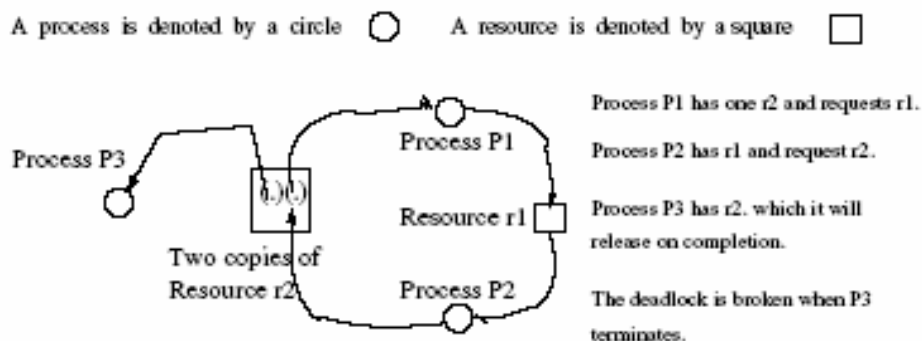 A process is denoted by a circle
A resource is denoted by a square
Process P1 has one r2 and requests r1.
Process P1
Process P2 has r1 and request r2.
Process P3
(.)(.)
Resource r1
Process P3 has r2. which it will
release on completion.
Two copies of
Resource r2
Process P2
The deadlock is broken when P3
terminates.